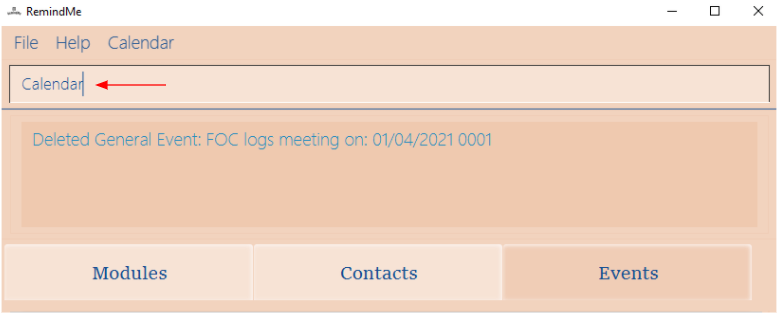 RemindMe
File Help Calendar
Calendar
Deleted General Event: FOC logs meeting on: 01/04/2021 0001
Modules Contacts Events